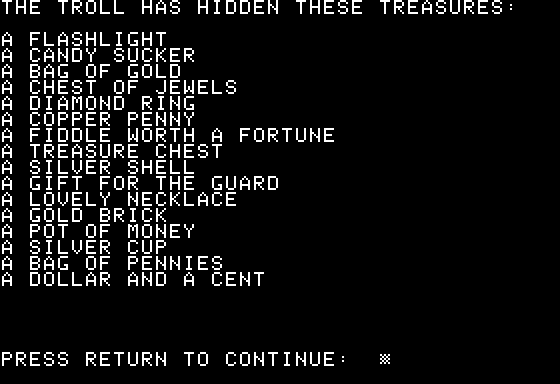 THE TROLL HAS HIDDEN THESE TREASURES:
A FLASHLIGHT
A CANDY SUCKER
A BAG OF GOLD
A CHEST OF JEWELS
A DIAMOND RING
A COPPER PENNY
A FIDDLE WORTH A FORTUNE
A TREASURE CHEST
A SILVER SHELL
A GIFT FOR THE GUARD
A LOVELY NECKLACE
A GOLD BRICK
A POT OF MONEY
A SILVER CUP
A BAG OF PENNIES
A DOLLAR AND A CENT
PRESS RETURN TO CONTINUE: